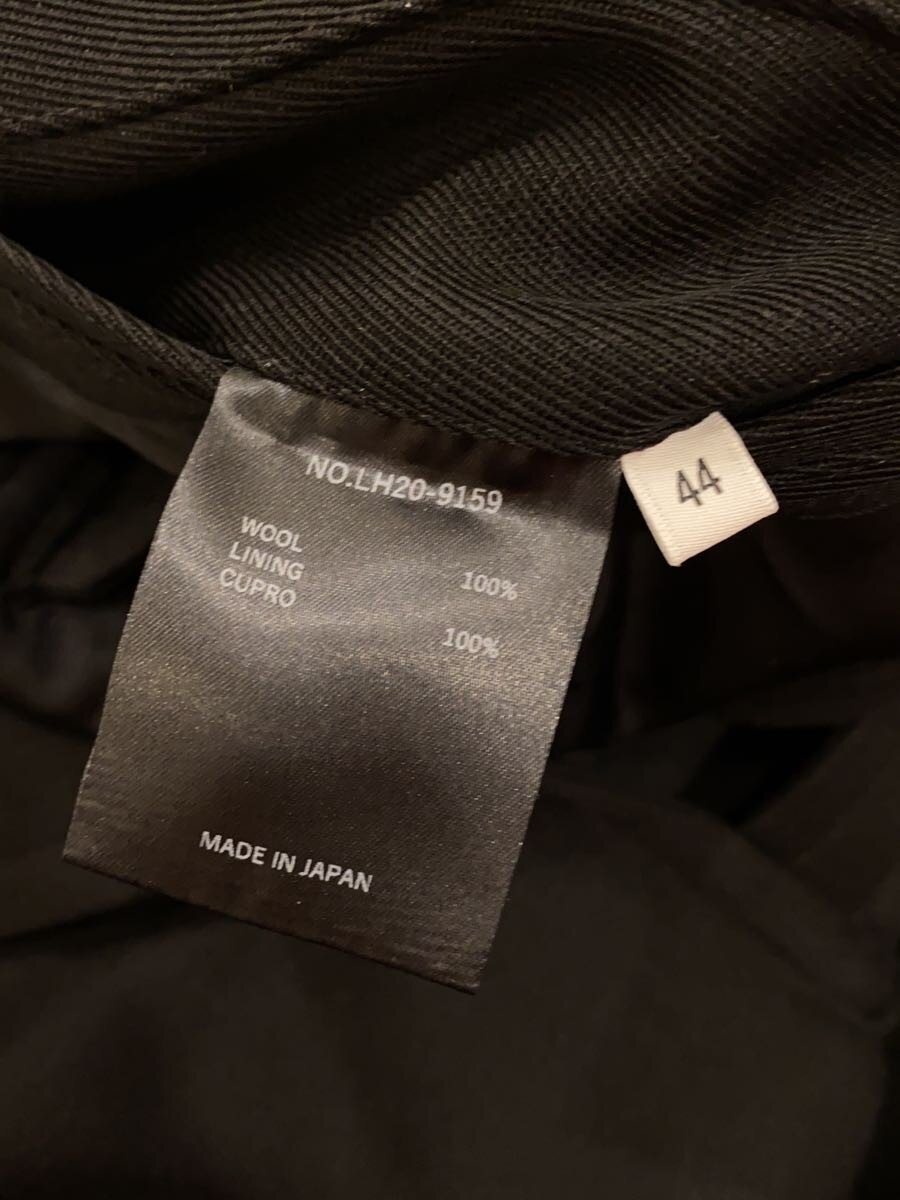 NO.LH20-9159
44
WOOL 100%
LINING
CUPRO 100%
MADE IN JAPAN